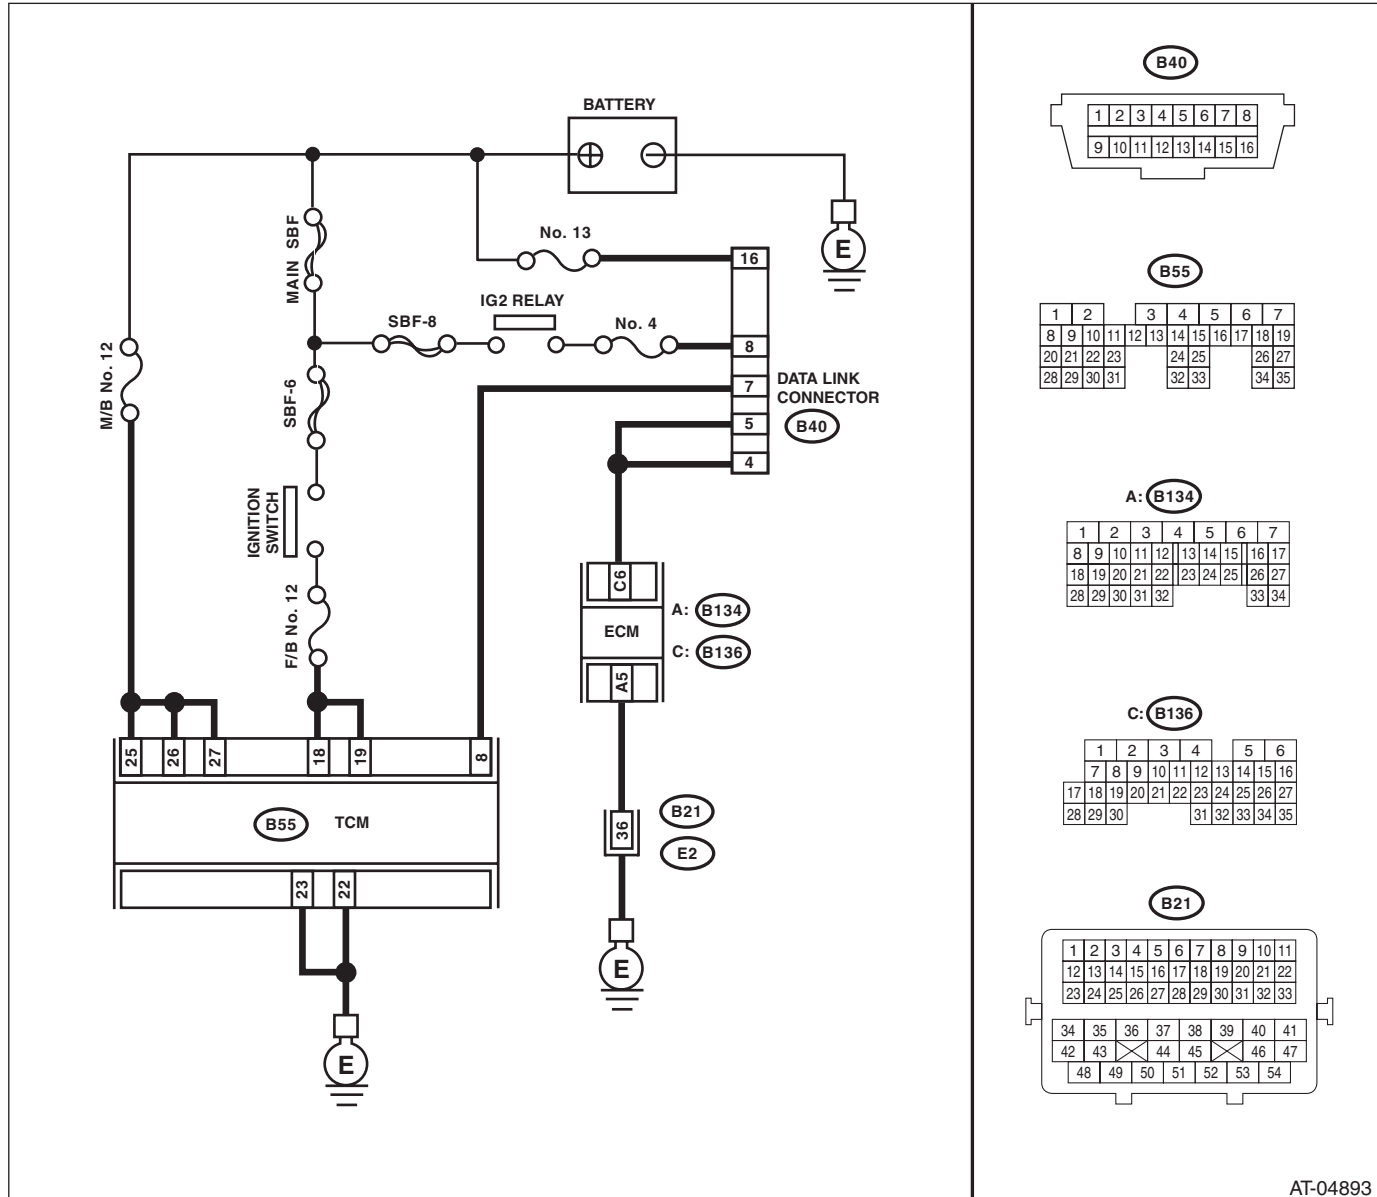 BATTERY
E
MAIN SBF
No. 13
16
IG2 RELAY
SBF-8
No. 4
8
M/B No. 12
SBF-6
7
DATA LINK
CONNECTOR
5
B40
4
IGNITION
SWITCH
C6
A: B134
ECM
C: B136
A5
F/B No. 12
25 26 27 18 19 8
B55 TCM
B21
36
E2
23 22
E
E
B40
1 2 3 4 5 6 7 8
9 10 11 12 13 14 15 16
B55
1 2 3 4 5 6 7
8 9 10 11 12 13 14 15 16 17 18 19
20 21 22 23 24 25 26 27
28 29 30 31 32 33 34 35
A: B134
1 2 3 4 5 6 7
8 9 10 11 12 13 14 15 16 17
18 19 20 21 22 23 24 25 26 27
28 29 30 31 32 33 34
C: B136
1 2 3 4 5 6
7 8 9 10 11 12 13 14 15 16
17 18 19 20 21 22 23 24 25 26 27
28 29 30 31 32 33 34 35
B21
1 2 3 4 5 6 7 8 9 10 11
12 13 14 15 16 17 18 19 20 21 22
23 24 25 26 27 28 29 30 31 32 33
34 35 36 37 38 39 40 41
42 43 44 45 46 47
48 49 50 51 52 53 54
AT-04893